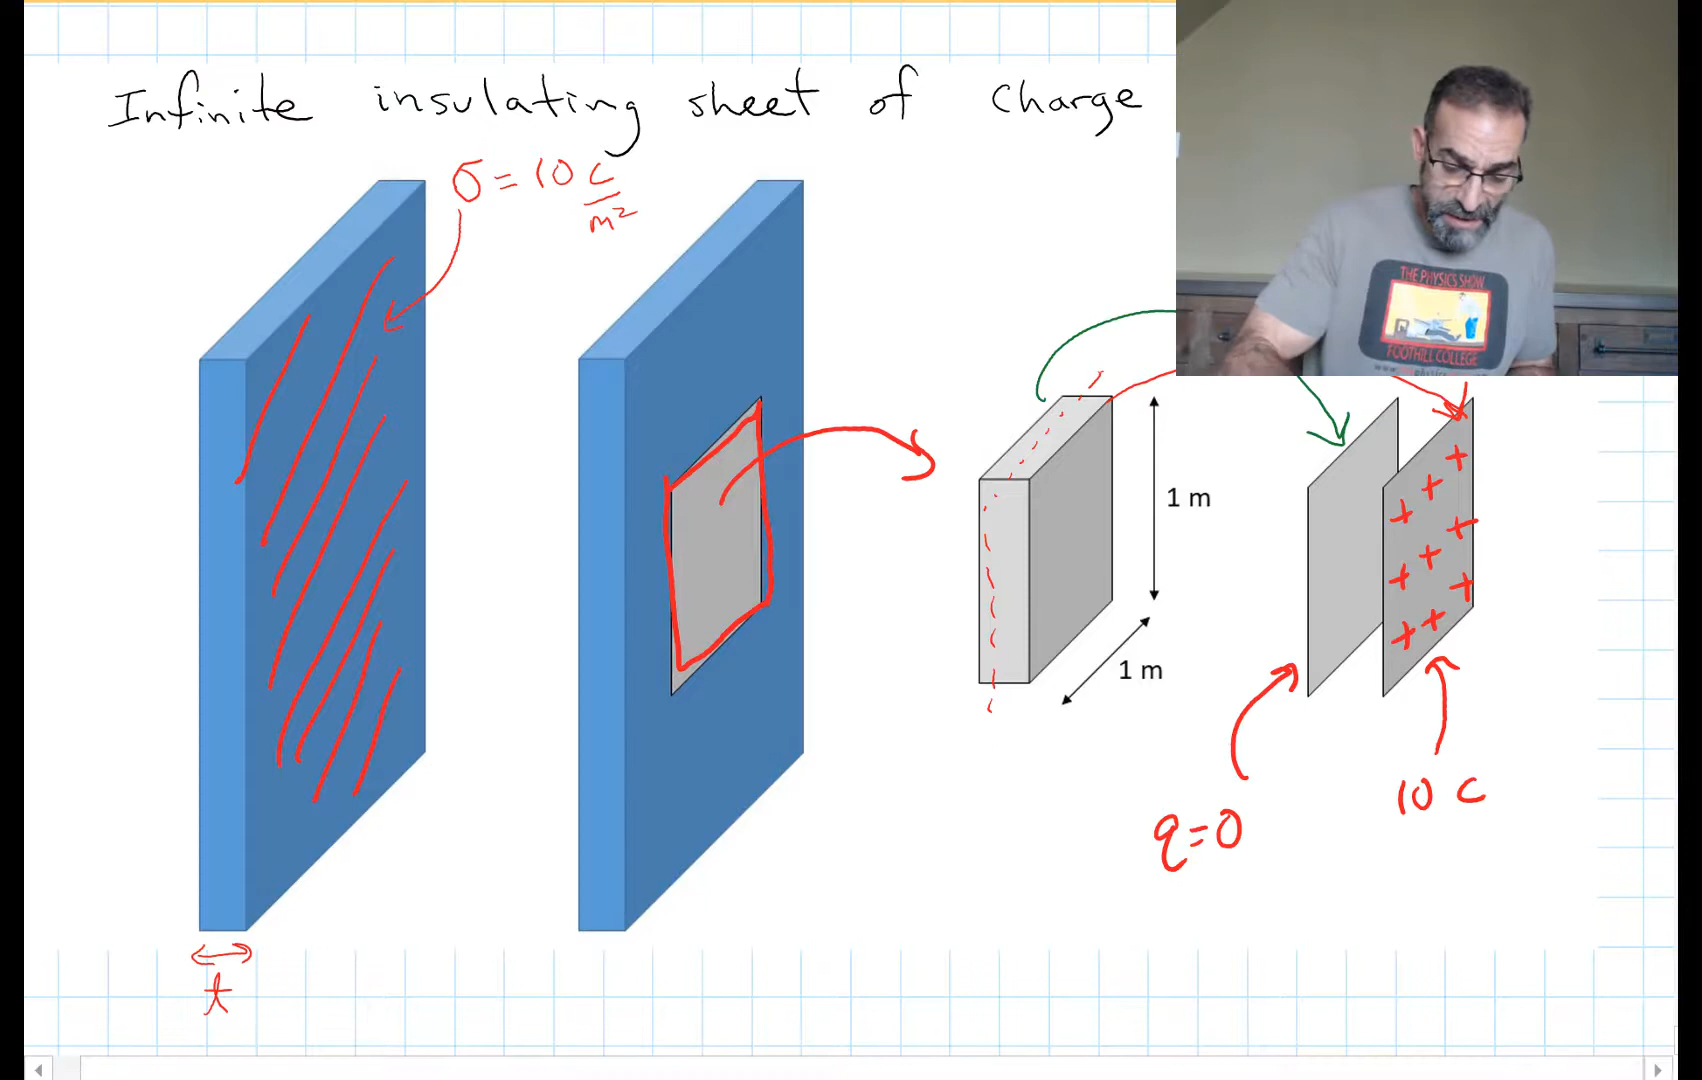 Infinite insulating sheet of charge
σ = 10 C/m²
THE PHYSICS SHOW
FOOTHILL COLLEGE
1 m
1 m
10 C
q=0
t